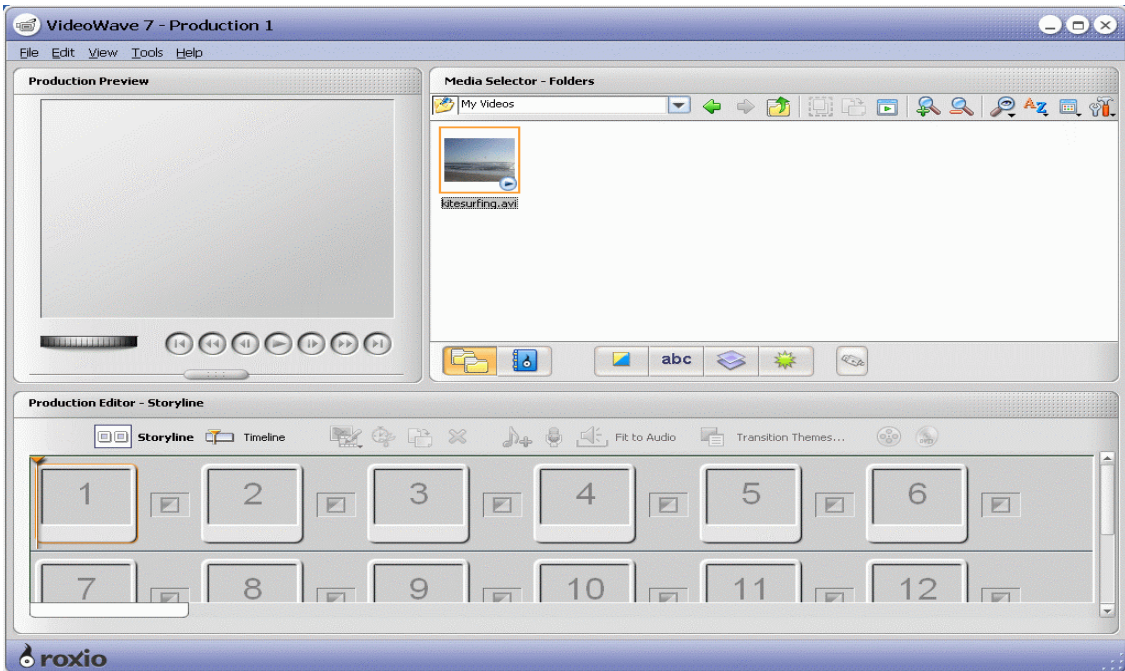 VideoWave 7 - Production 1
File Edit View Tools Help
Production Preview
Media Selector - Folders
My Videos
AZ
kitesurfing.avi
abc
Production Editor - Storyline
Storyline Timeline Fit to Audio Transition Themes...
1 2 3 4 5 6
7 8 9 10 11 12
roxio